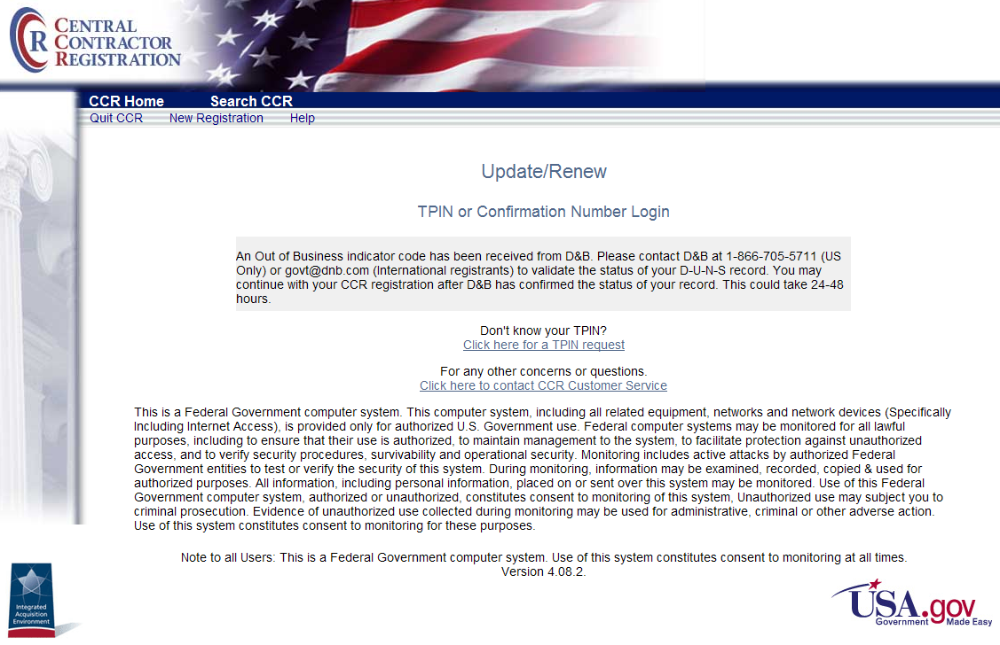 CENTRAL
CONTRACTOR
REGISTRATION
CCR Home Search CCR
Quit CCR New Registration Help
Update/Renew
TPIN or Confirmation Number Login
An Out of Business indicator code has been received from D&B. Please contact D&B at 1-866-705-5711 (US
Only) or govt@dnb.com (International registrants) to validate the status of your D-U-N-S record. You may
continue with your CCR registration after D&B has confirmed the status of your record. This could take 24-48
hours.
Don't know your TPIN?
Click here for a TPIN request
For any other concerns or questions.
Click here to contact CCR Customer Service
This is a Federal Government computer system. This computer system, including all related equipment, networks and network devices (Specifically
Including Internet Access), is provided only for authorized U.S. Government use. Federal computer systems may be monitored for all lawful
purposes, including to ensure that their use is authorized, to maintain management to the system, to facilitate protection against unauthorized
access, and to verify security procedures, survivability and operational security. Monitoring includes active attacks by authorized Federal
Government entities to test or verify the security of this system. During monitoring, information may be examined, recorded, copied & used for
authorized purposes. All information, including personal information, placed on or sent over this system may be monitored. Use of this Federal
Government computer system, authorized or unauthorized, constitutes consent to monitoring of this system, Unauthorized use may subject you to
criminal prosecution. Evidence of unauthorized use collected during monitoring may be used for administrative, criminal or other adverse action.
Use of this system constitutes consent to monitoring for these purposes.
Note to all Users: This is a Federal Government computer system. Use of this system constitutes consent to monitoring at all times.
Version 4.08.2.
Integrated
Acquisition
Environment
USA.gov
Government Made Easy